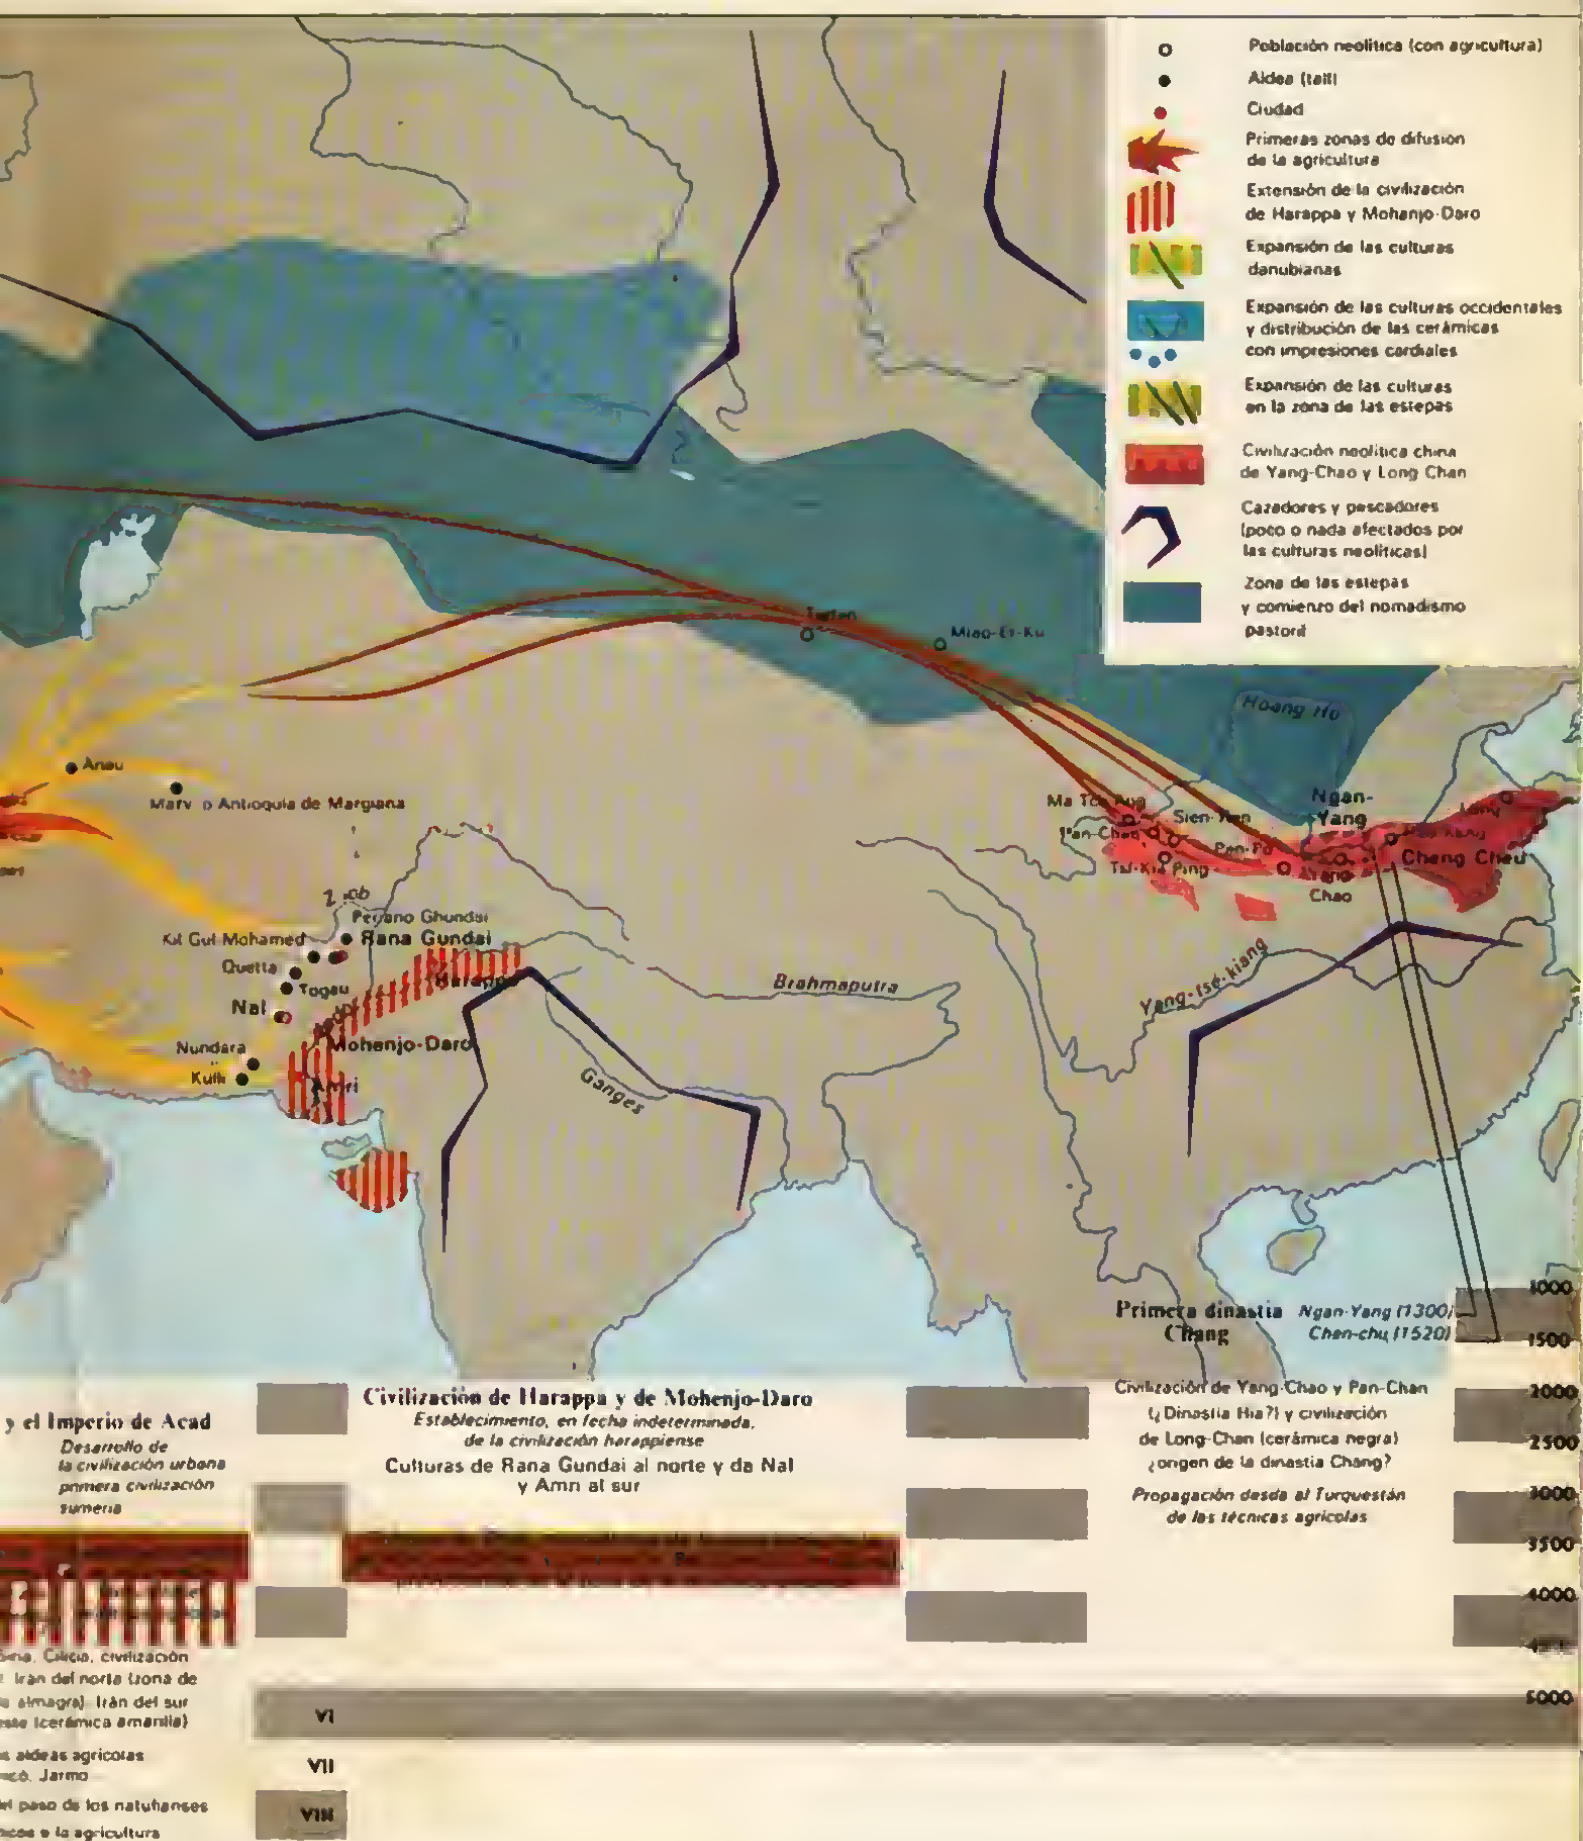 Población neolítica (con agricultura)
Aldea (tell)
Ciudad
Primeras zonas de difusión
de la agricultura
Extensión de la civilización
de Harappa y Mohanjo-Daro
Expansión de las culturas
danubianas
Expansión de las culturas occidentales
y distribución de las cerámicas
con impresiones cardiales
Expansión de las culturas
en la zona de las estepas
Civilización neolítica china
de Yang-Chao y Long Chan
Cazadores y pescadores
(poco o nada afectados por
las culturas neolíticas)
Zona de las estepas
y comienzo del nomadismo
pastoril
Miao-Er-Ku
Hoang Ho
Anau
Marv o Antioquía de Margiana
Ngan-
Yang
Sien-Tien
Pan-Chao
Pan-Po
Cheng Cheu
Chao
Periano Ghundai
Kil Gul Mohamed
Rana Gundai
Quetta
Togau
Harappa
Nal
Mohenjo-Daro
Nundara
Kulli
Amri
Brahmaputra
Ganges
Yang-tse-kiang
Primera dinastía
Chang
Ngan-Yang (1300)
Chen-chu (1520)
1000
1500
2000
2500
3000
3500
4000
5000
y el Imperio de Acad
Desarrollo de
la civilización urbana
primera civilización
sumeria
Civilización de Harappa y de Mohenjo-Daro
Establecimiento, en fecha indeterminada,
de la civilización harappiense
Culturas de Rana Gundai al norte y de Nal
y Amri al sur
Civilización de Yang-Chao y Pan-Chan
(¿Dinastía Hia?) y civilización
de Long-Chan (cerámica negra)
¿origen de la dinastía Chang?
Propagación desde el Turquestán
de las técnicas agrícolas
Siria, Cilicia, civilización
Irán del norte (zona de
almagra). Irán del sur
(cerámica amarilla)
aldeas agrícolas
Jarmo
del paso de los natufienses
a la agricultura
VI
VII
VIII